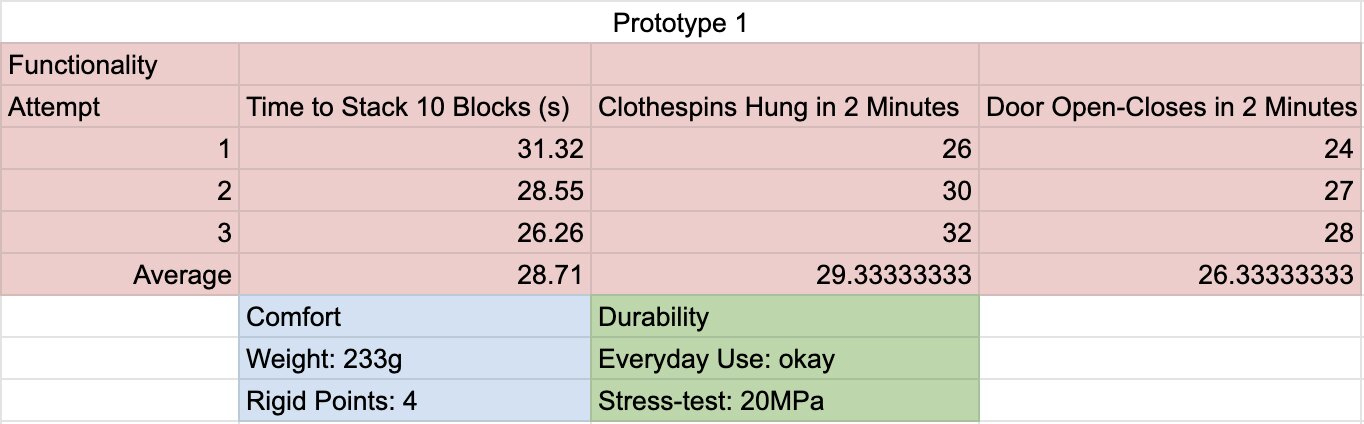 Prototype 1
Functionality
Attempt Time to Stack 10 Blocks (s) Clothespins Hung in 2 Minutes Door Open-Closes in 2 Minutes
1 31.32 26 24
2 28.55 30 27
3 26.26 32 28
Average 28.71 29.33333333 26.33333333
Comfort Durability
Weight: 233g Everyday Use: okay
Rigid Points: 4 Stress-test: 20MPa